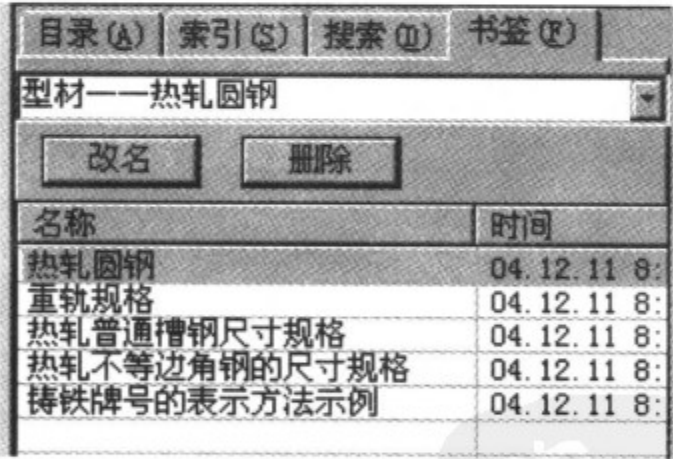 目录(A) 索引(S) 搜索(D) 书签(F)
型材——热轧圆钢
改名 删除
名称 时间
热轧圆钢 04.12.11 8:
重轨规格 04.12.11 8:
热轧普通槽钢尺寸规格 04.12.11 8:
热轧不等边角钢的尺寸规格 04.12.11 8:
铸铁牌号的表示方法示例 04.12.11 8: